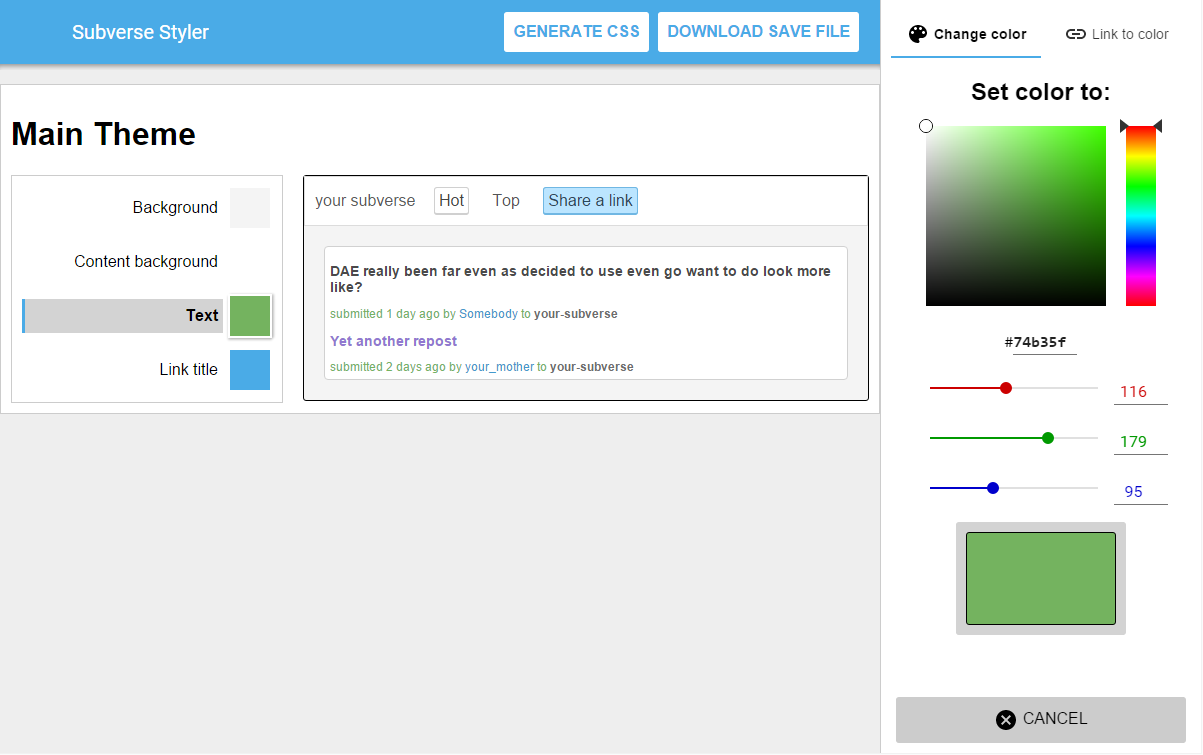 Subverse Styler
GENERATE CSS
DOWNLOAD SAVE FILE
Change color
Link to color
Main Theme
Background
Content background
Text
Link title
your subverse
Hot
Top
Share a link
DAE really been far even as decided to use even go want to do look more
like?
submitted 1 day ago by Somebody to your-subverse
Yet another repost
submitted 2 days ago by your_mother to your-subverse
Set color to:
#74b35f
116
179
95
CANCEL